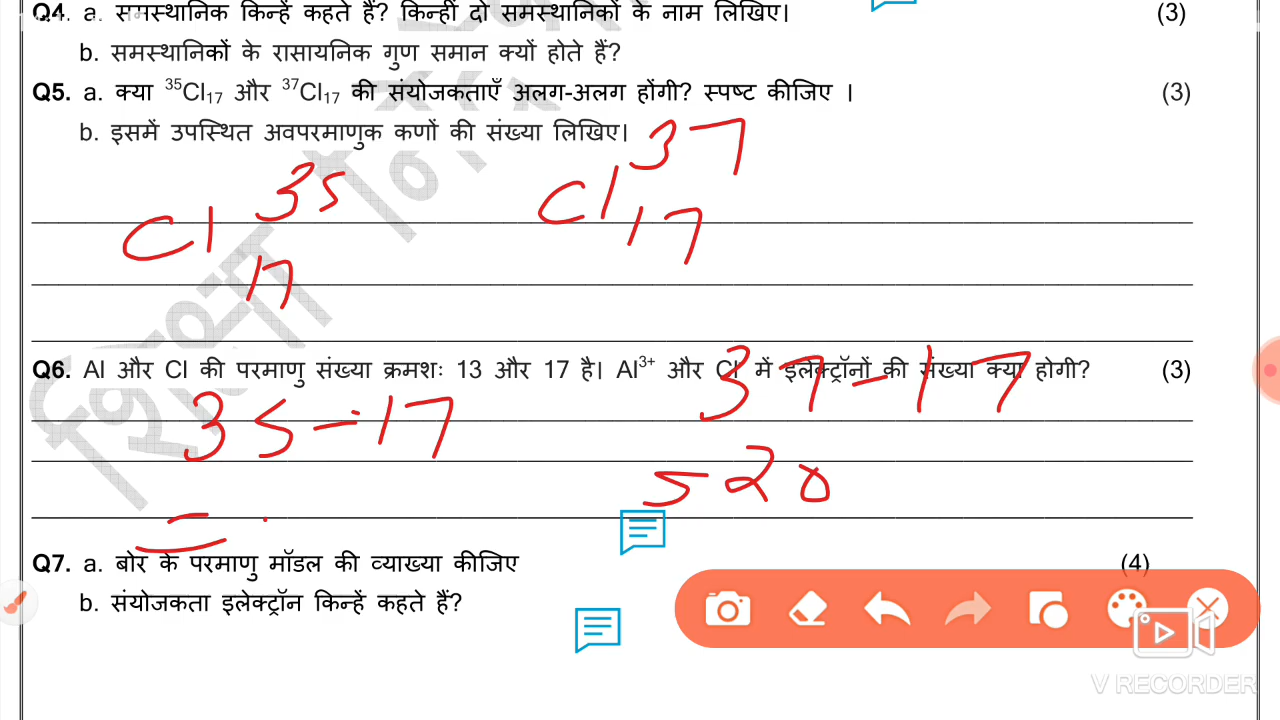 Q4. a. समस्थानिक किन्हें कहते हैं? किन्हीं दो समस्थानिकों के नाम लिखिए। (3)
b. समस्थानिकों के रासायनिक गुण समान क्यों होते हैं?
Q5. a. क्या ³⁵Cl₁₇ और ³⁷Cl₁₇ की संयोजकताएँ अलग-अलग होंगी? स्पष्ट कीजिए । (3)
b. इसमें उपस्थित अवपरमाणुक कणों की संख्या लिखिए।
Cl 35 17
Cl 37 17
Q6. Al और Cl की परमाणु संख्या क्रमशः 13 और 17 है। Al³⁺ और Cl में इलेक्ट्रॉनों की संख्या क्या होगी? (3)
35-17
37-17
= 20
=
Q7. a. बोर के परमाणु मॉडल की व्याख्या कीजिए (4)
b. संयोजकता इलेक्ट्रॉन किन्हें कहते हैं?
V RECORDER